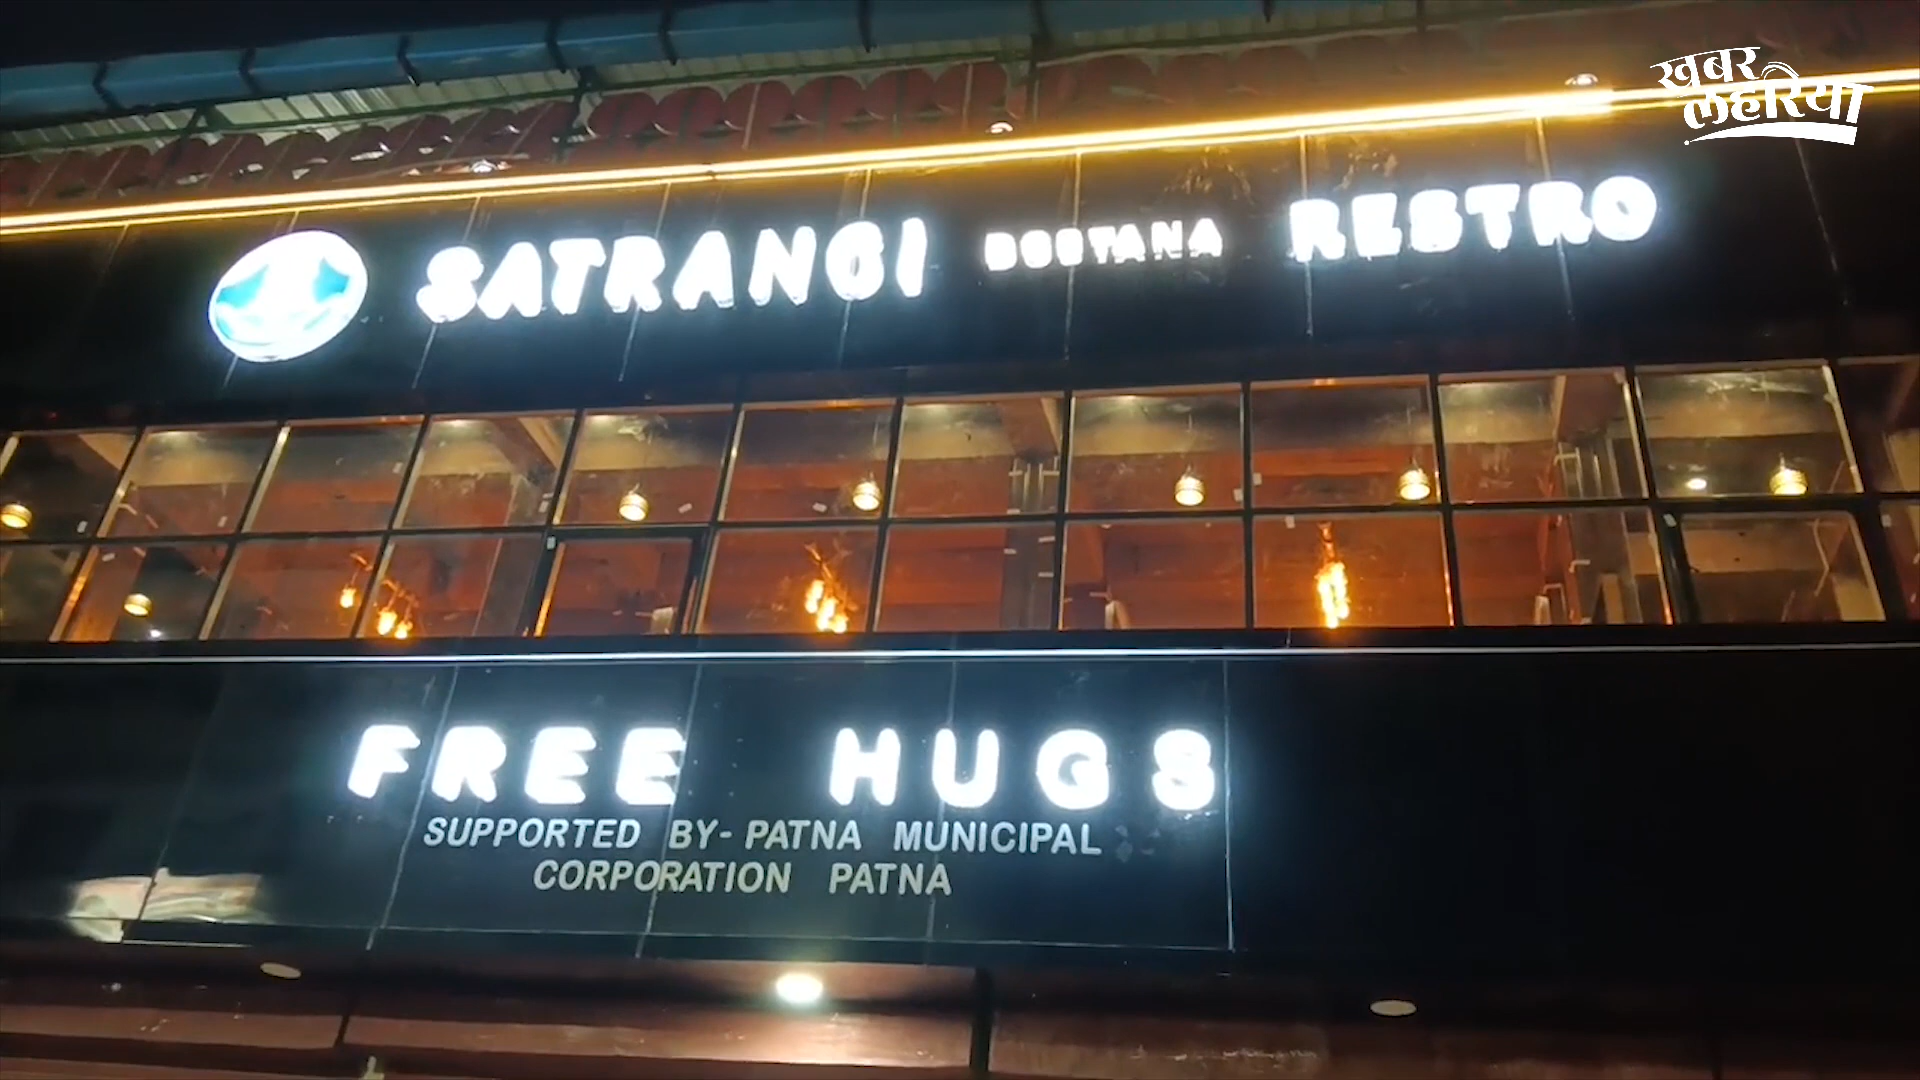 खबर
लहरिया
SATRANGI DOSTANA RESTRO
FREE HUGS
SUPPORTED BY- PATNA MUNICIPAL
CORPORATION PATNA